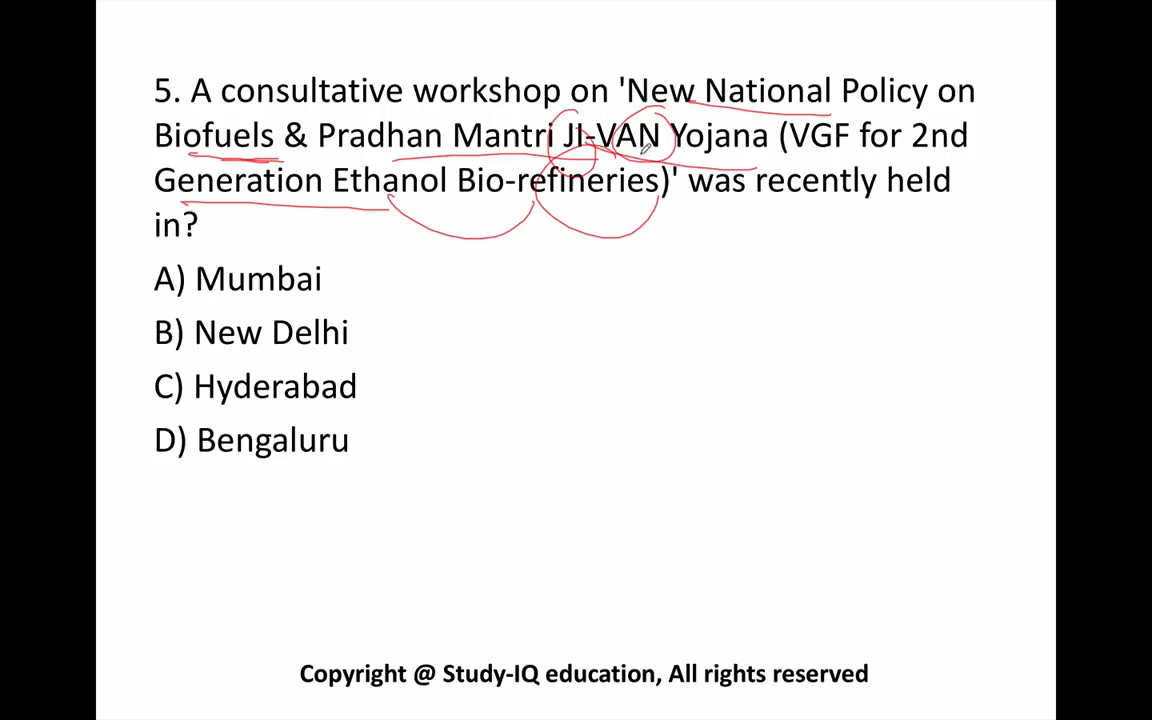 5. A consultative workshop on 'New National Policy on
Biofuels & Pradhan Mantri JI-VAN Yojana (VGF for 2nd
Generation Ethanol Bio-refineries)' was recently held
in?
A) Mumbai
B) New Delhi
C) Hyderabad
D) Bengaluru
Copyright @ Study-IQ education, All rights reserved